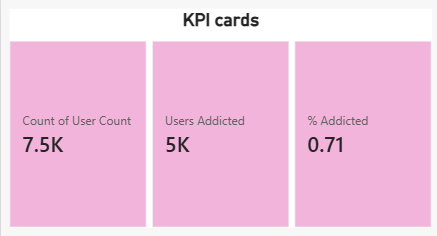 KPI cards
Count of User Count
7.5K
Users Addicted
5K
% Addicted
0.71